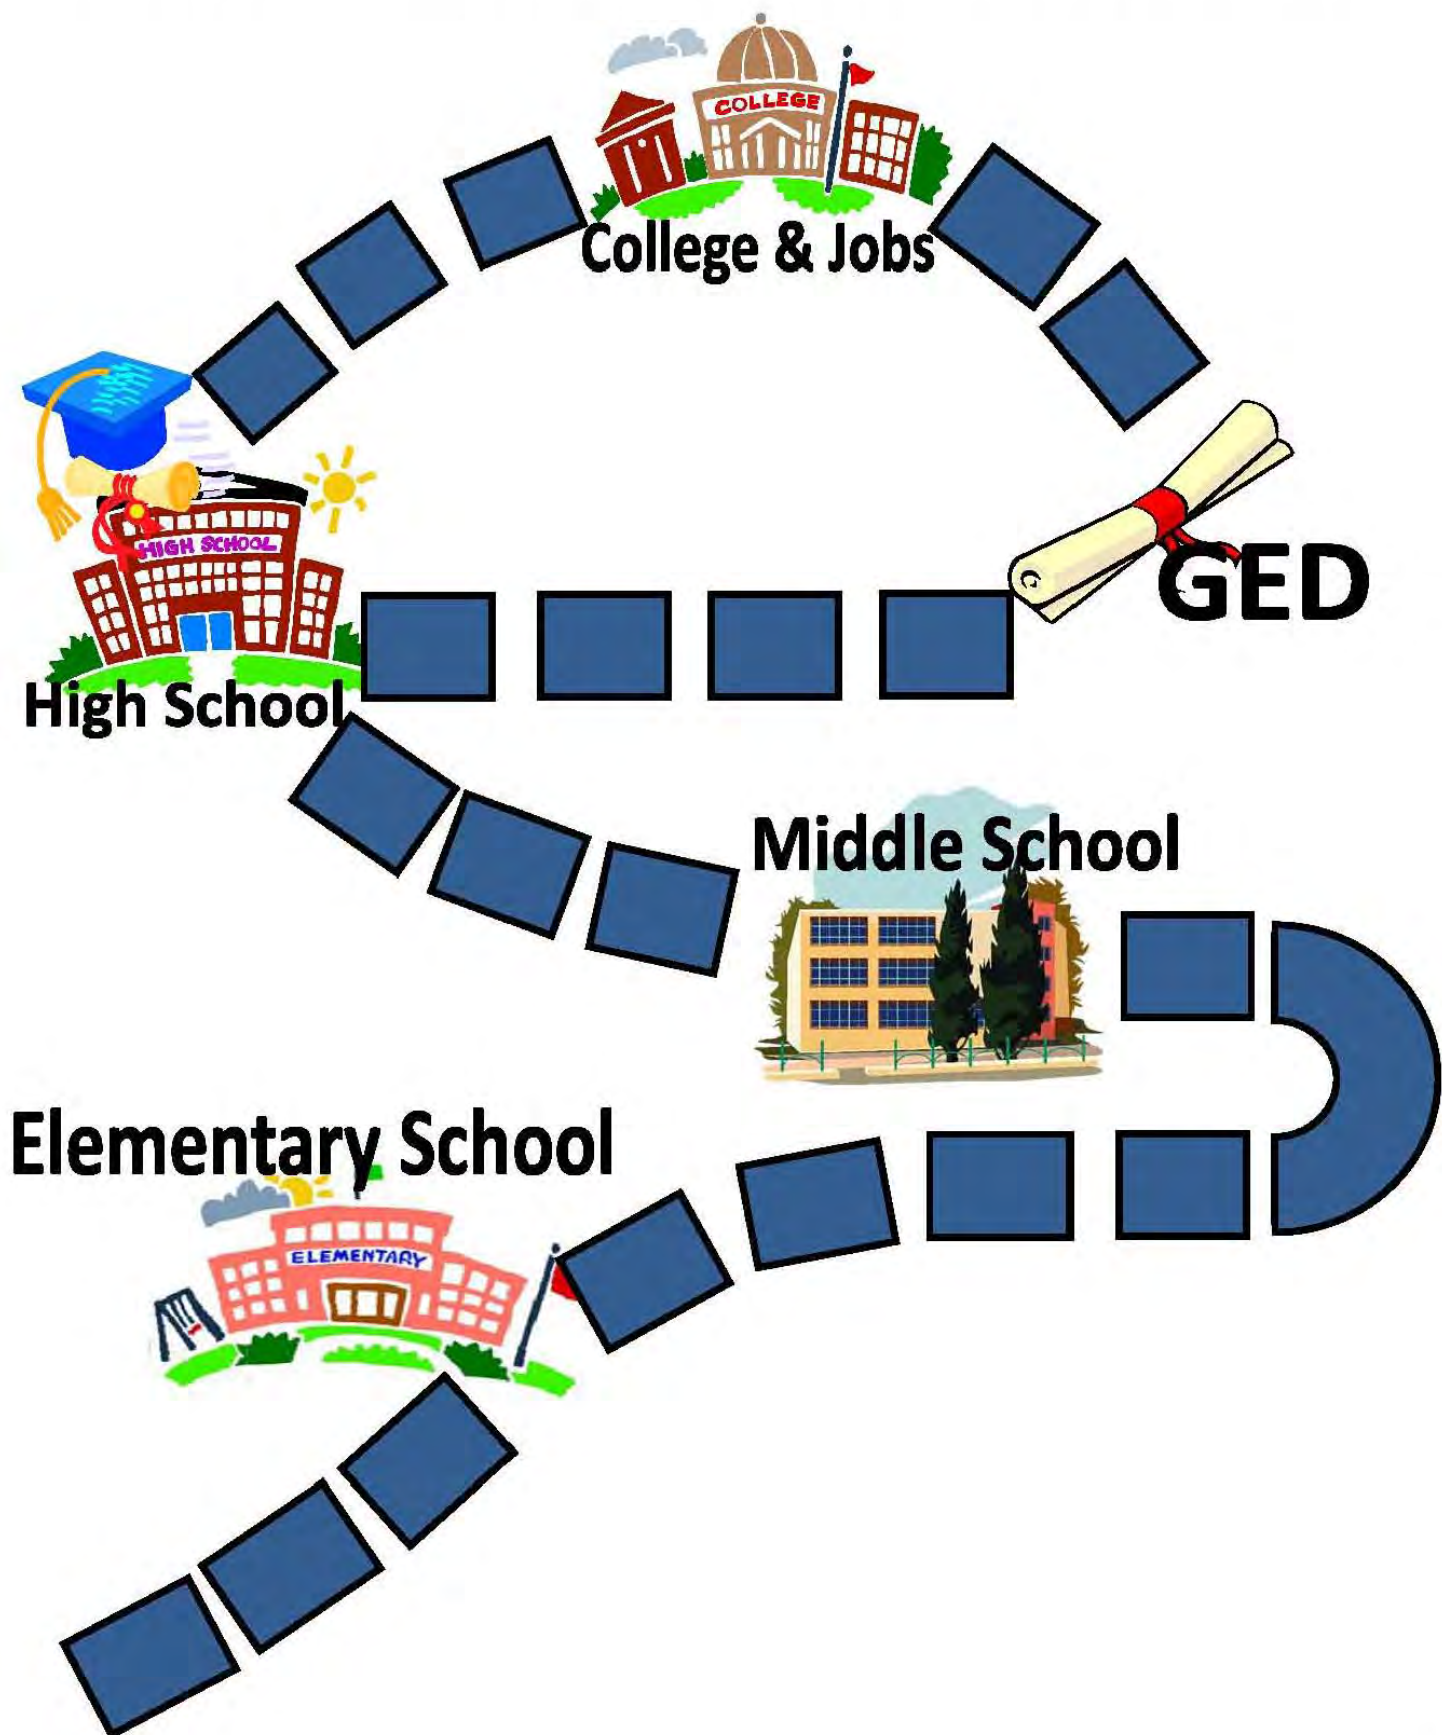 COLLEGE
College & Jobs
HIGH SCHOOL
GED
High School
Middle School
Elementary School
ELEMENTARY